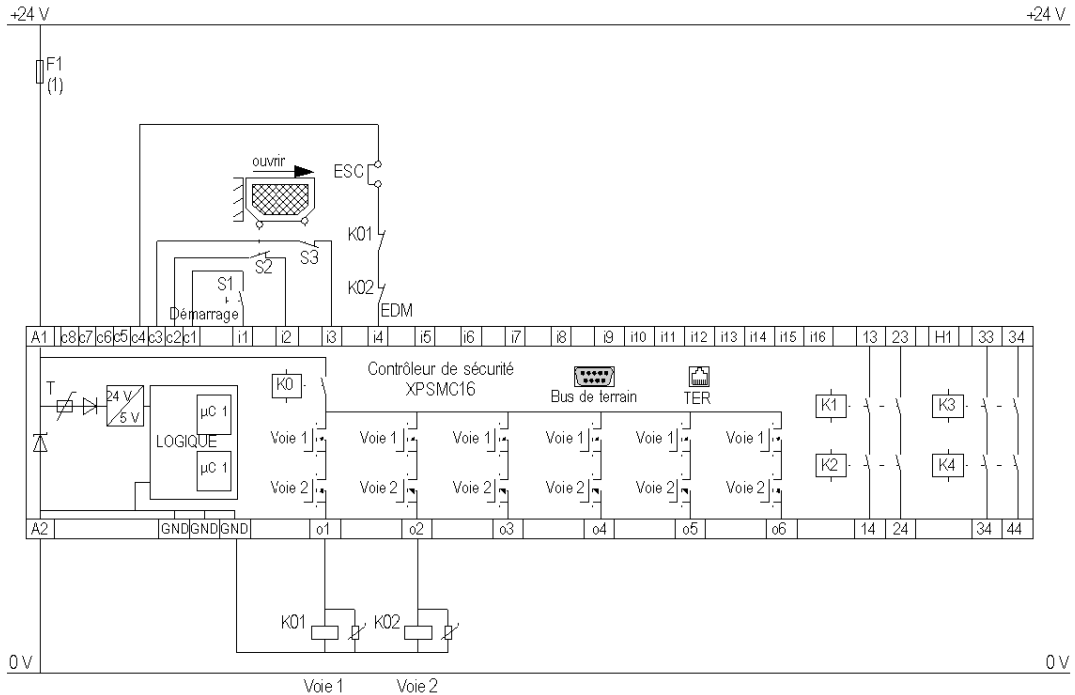 +24 V +24 V
F1
(1)
ouvrir
ESC
K01
S3
S2
S1
K02
Démarrage
EDM
A1 c8 c7 c6 c5 c4 c3 c2 c1 i1 i2 i3 i4 i5 i6 i7 i8 i9 i10 i11 i12 i13 i14 i15 i16 13 23 H1 33 34
Contrôleur de sécurité
XPSMC16
K0
T
24 V
5 V
µC 1
LOGIQUE
µC 1
Bus de terrain
TER
K1 K3
Voie 1 Voie 1 Voie 1 Voie 1 Voie 1 Voie 1
K2 K4
Voie 2 Voie 2 Voie 2 Voie 2 Voie 2 Voie 2
A2 GND GND GND o1 o2 o3 o4 o5 o6 14 24 34 44
K01 K02
0 V 0 V
Voie 1 Voie 2